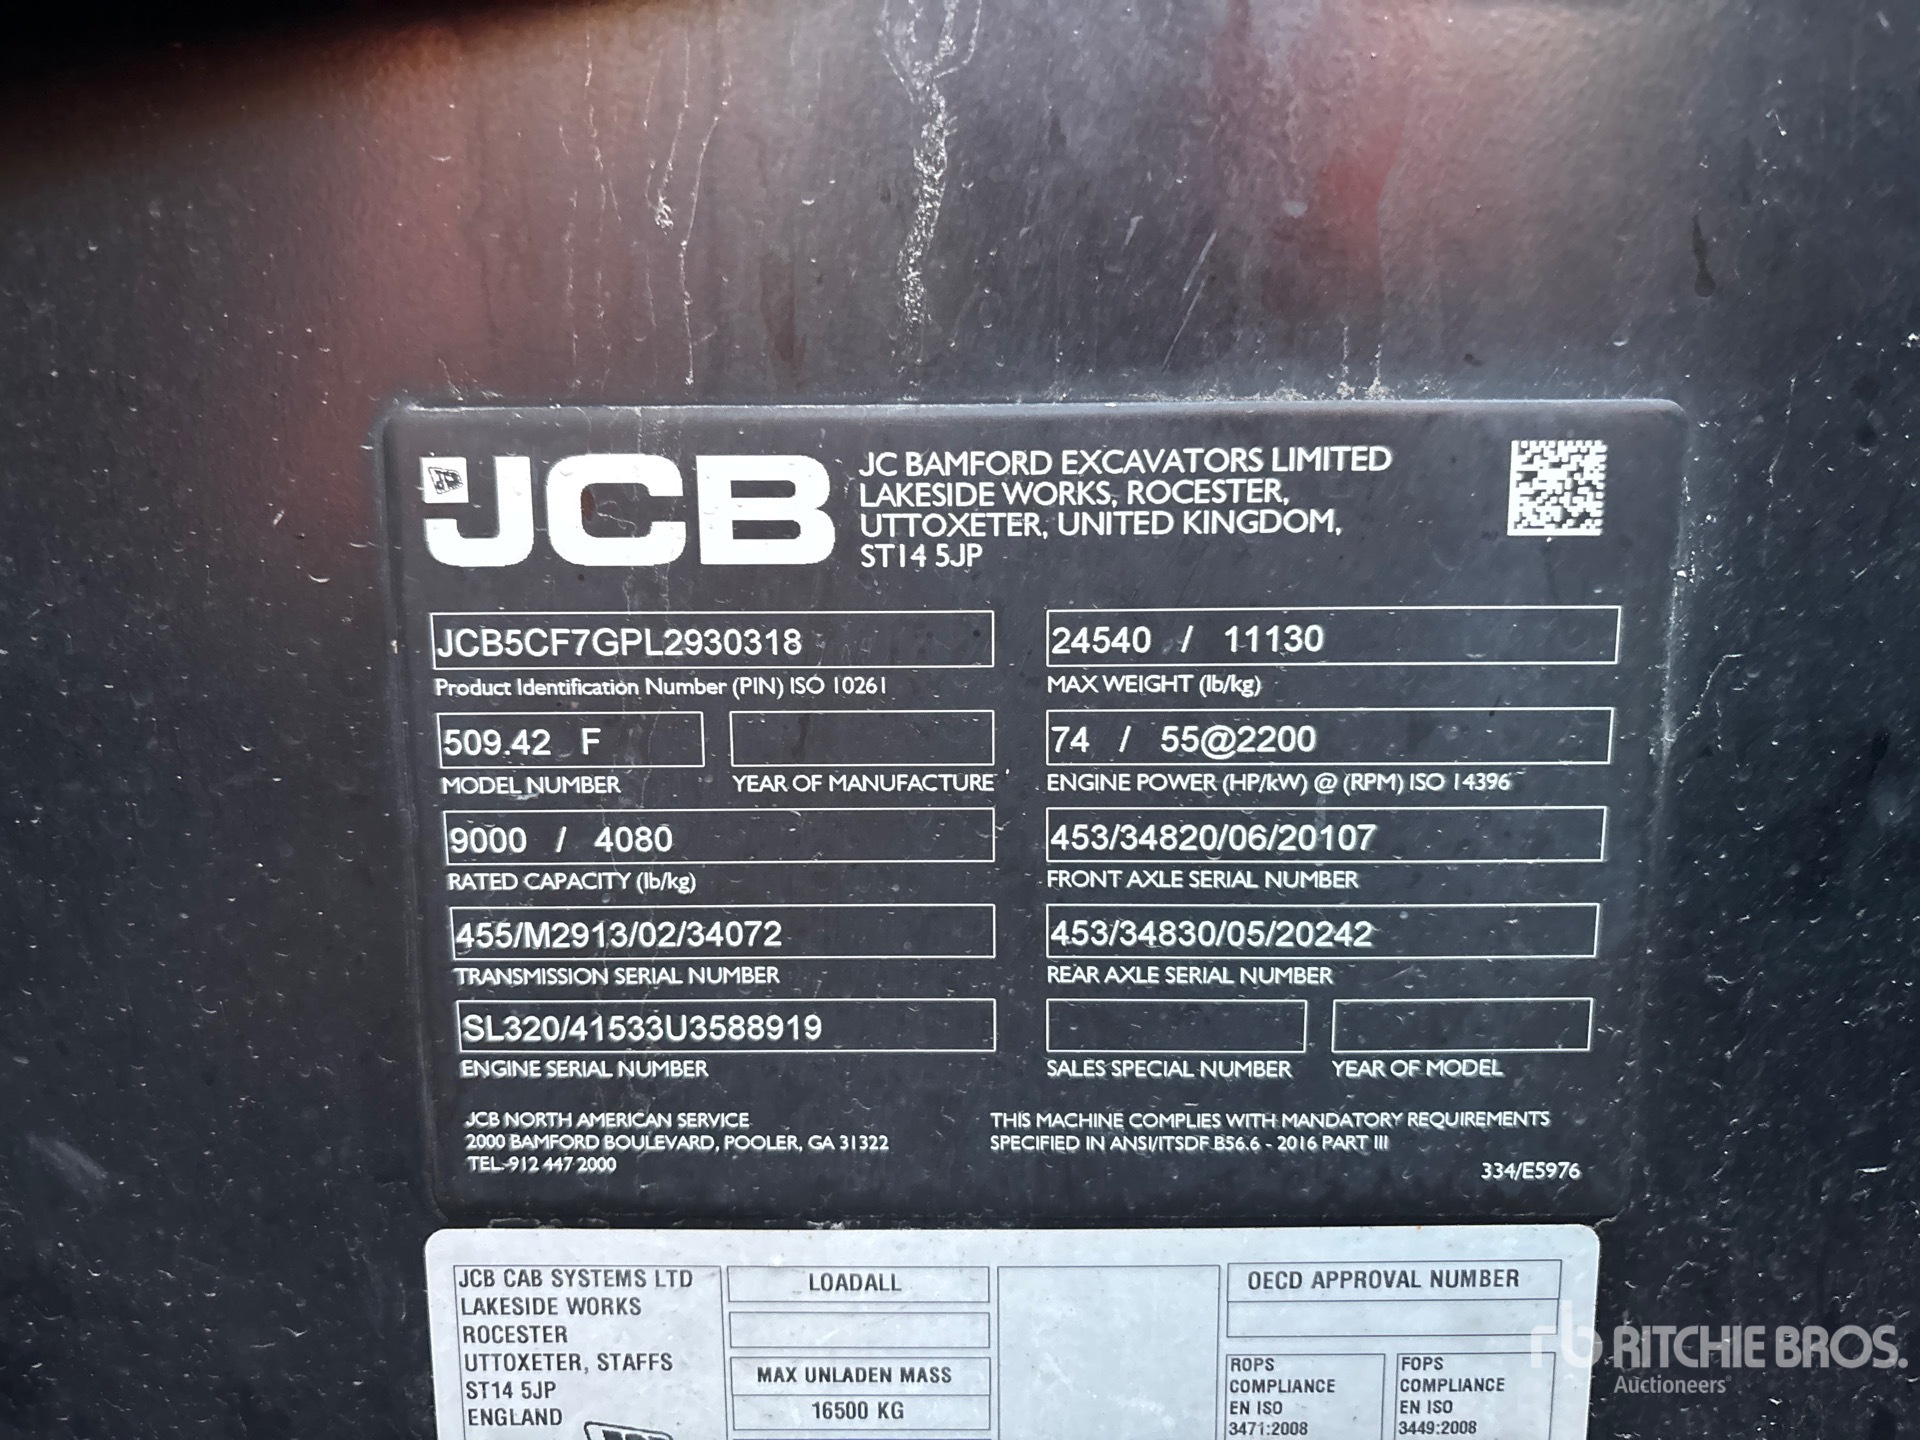 JCB
JC BAMFORD EXCAVATORS LIMITED
LAKESIDE WORKS, ROCESTER,
UTTOXETER, UNITED KINGDOM,
ST14 5JP
JCB5CF7GPL2930318
Product Identification Number (PIN) ISO 10261
24540 / 11130
MAX WEIGHT (lb/kg)
509.42 F
MODEL NUMBER
YEAR OF MANUFACTURE
74 / 55@2200
ENGINE POWER (HP/kW) @ (RPM) ISO 14396
9000 / 4080
RATED CAPACITY (lb/kg)
453/34820/06/20107
FRONT AXLE SERIAL NUMBER
455/M2913/02/34072
TRANSMISSION SERIAL NUMBER
453/34830/05/20242
REAR AXLE SERIAL NUMBER
SL320/41533U3588919
ENGINE SERIAL NUMBER
SALES SPECIAL NUMBER
YEAR OF MODEL
JCB NORTH AMERICAN SERVICE
2000 BAMFORD BOULEVARD, POOLER, GA 31322
TEL-912 447 2000
THIS MACHINE COMPLIES WITH MANDATORY REQUIREMENTS
SPECIFIED IN ANSI/ITSDF B56.6 - 2016 PART III
334/E5976
JCB CAB SYSTEMS LTD
LAKESIDE WORKS
ROCESTER
UTTOXETER, STAFFS
ST14 5JP
ENGLAND
LOADALL
MAX UNLADEN MASS
16500 KG
OECD APPROVAL NUMBER
ROPS
COMPLIANCE
EN ISO
3471:2008
FOPS
COMPLIANCE
EN ISO
3449:2008
rb RITCHIE BROS.
Auctioneers